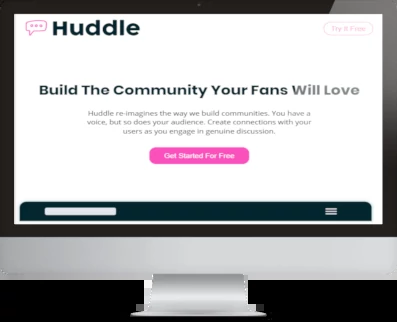 Huddle
Try It Free
Build The Community Your Fans Will Love
Huddle re-imagines the way we build communities. You have a
voice, but so does your audience. Create connections with your
users as you engage in genuine discussion.
Get Started For Free